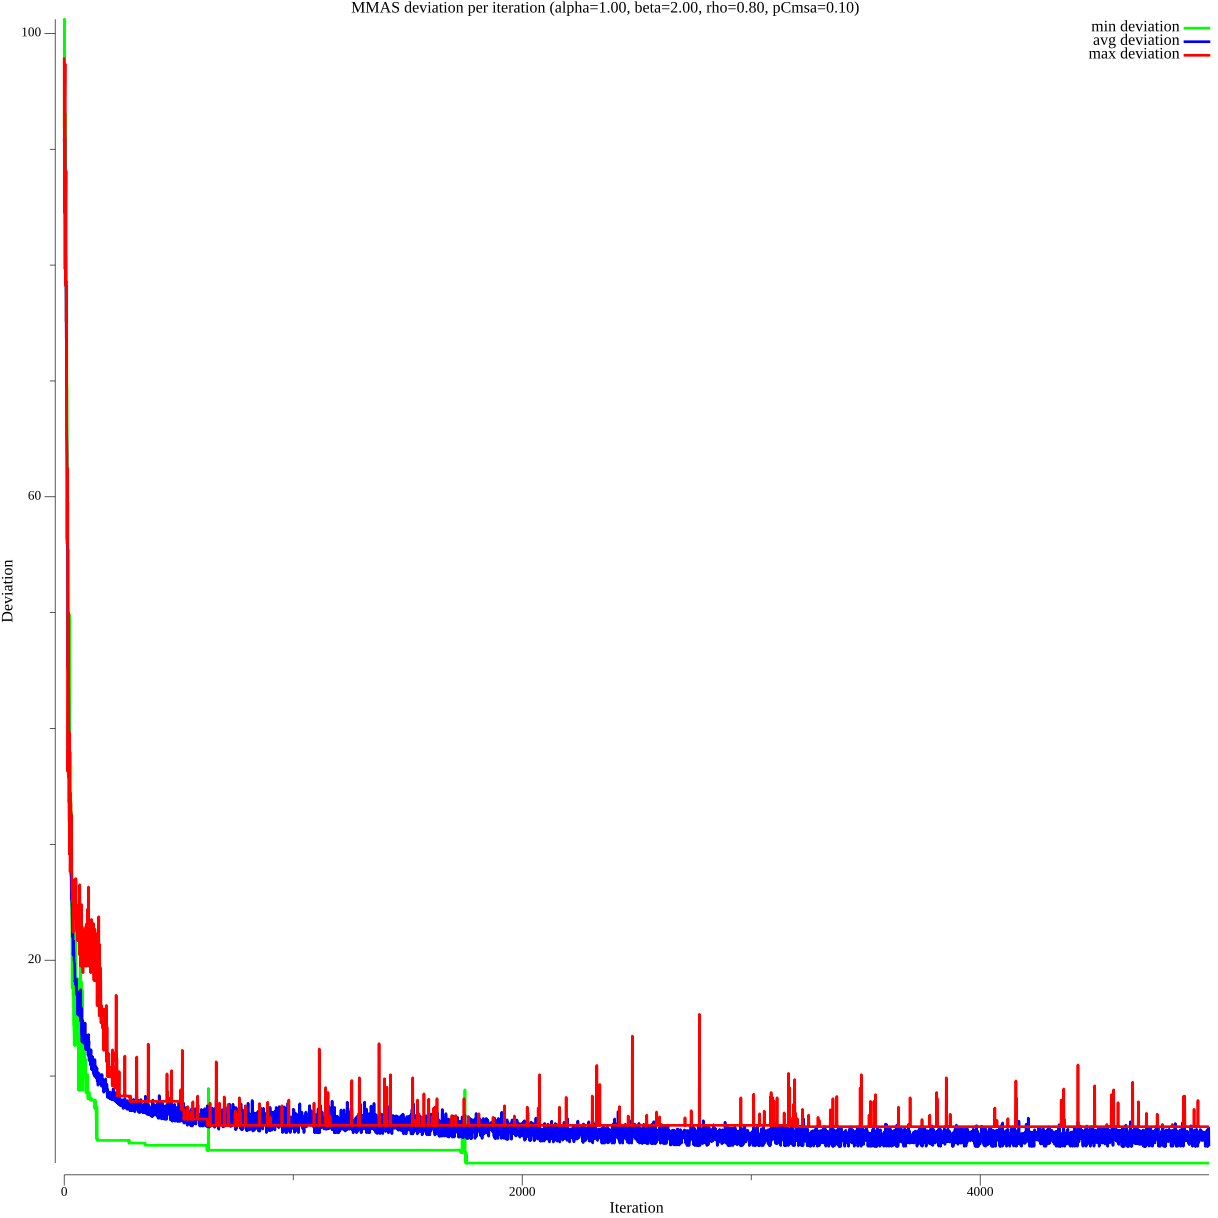 MMAS deviation per iteration (alpha=1.00, beta=2.00, rho=0.80, pCmsa=0.10)
min deviation
avg deviation
max deviation
100
60
20
Deviation
0
2000
4000
Iteration